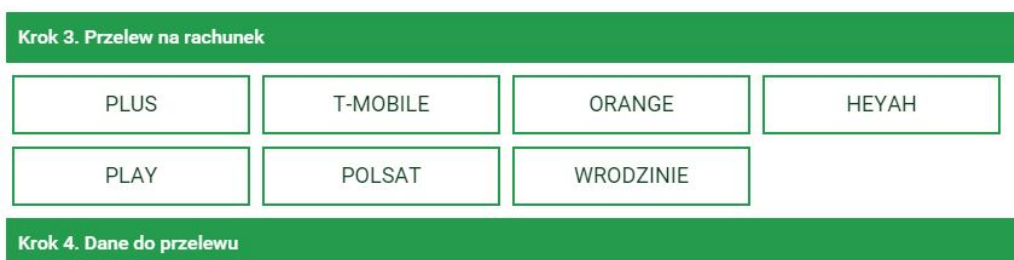 Krok 3. Przelew na rachunek
PLUS T-MOBILE ORANGE HEYAH
PLAY POLSAT WRODZINIE
Krok 4. Dane do przelewu